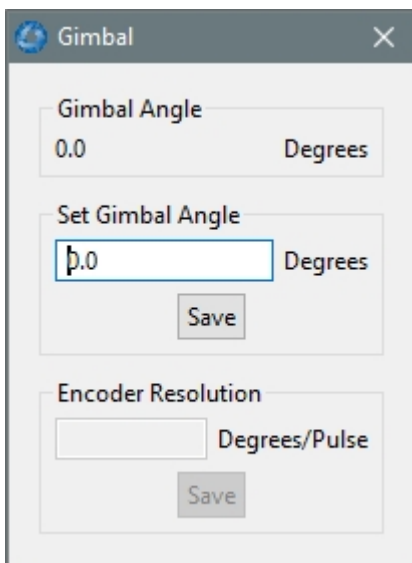 Gimbal
Gimbal Angle
0.0 Degrees
Set Gimbal Angle
0.0 Degrees
Save
Encoder Resolution
Degrees/Pulse
Save